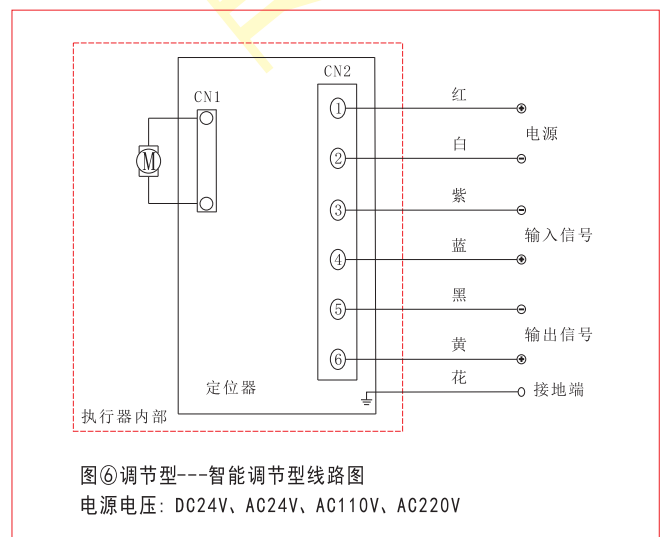 CN2
CN1
① 红
电源
② 白
M
③ 紫
输入信号
④ 蓝
⑤ 黑
输出信号
⑥ 黄
花 接地端
定位器
执行器内部
图⑥调节型---智能调节型线路图
电源电压: DC24V、AC24V、AC110V、AC220V